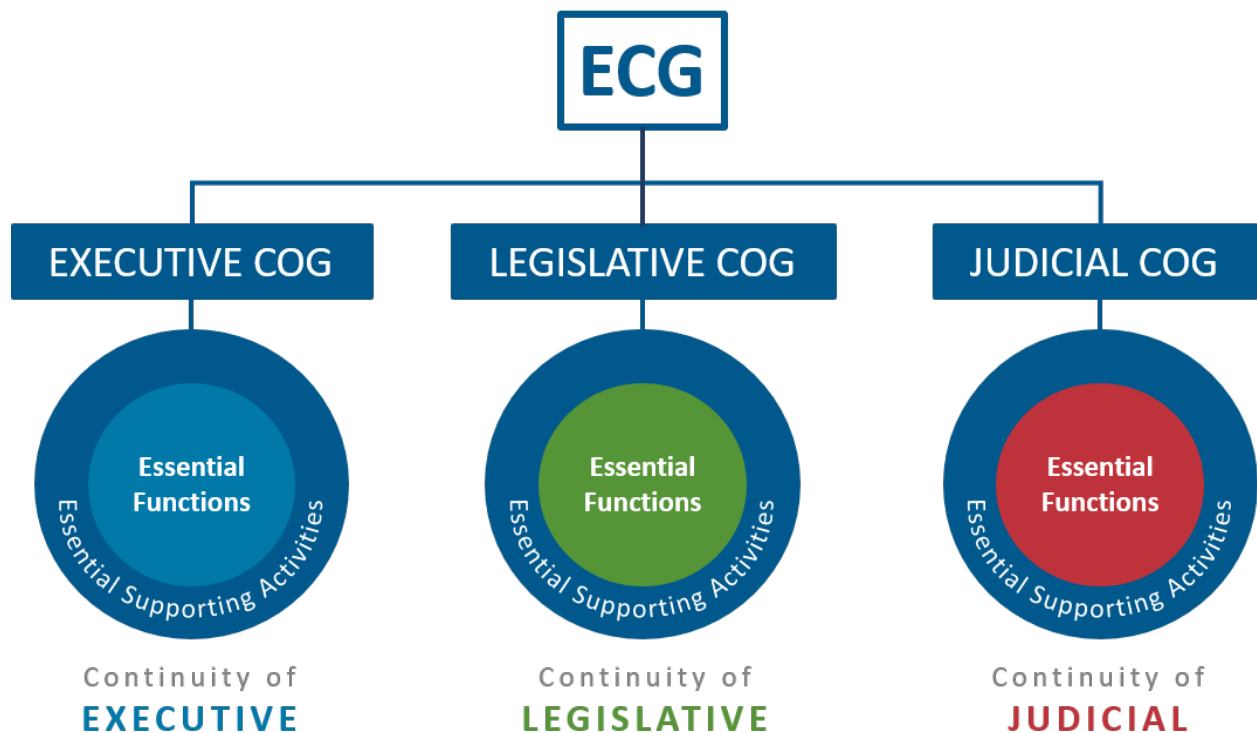 ECG
EXECUTIVE COG
LEGISLATIVE COG
JUDICIAL COG
Essential
Functions
Essential Supporting Activities
Essential
Functions
Essential Supporting Activities
Essential
Functions
Essential Supporting Activities
Continuity of
EXECUTIVE
Continuity of
LEGISLATIVE
Continuity of
JUDICIAL